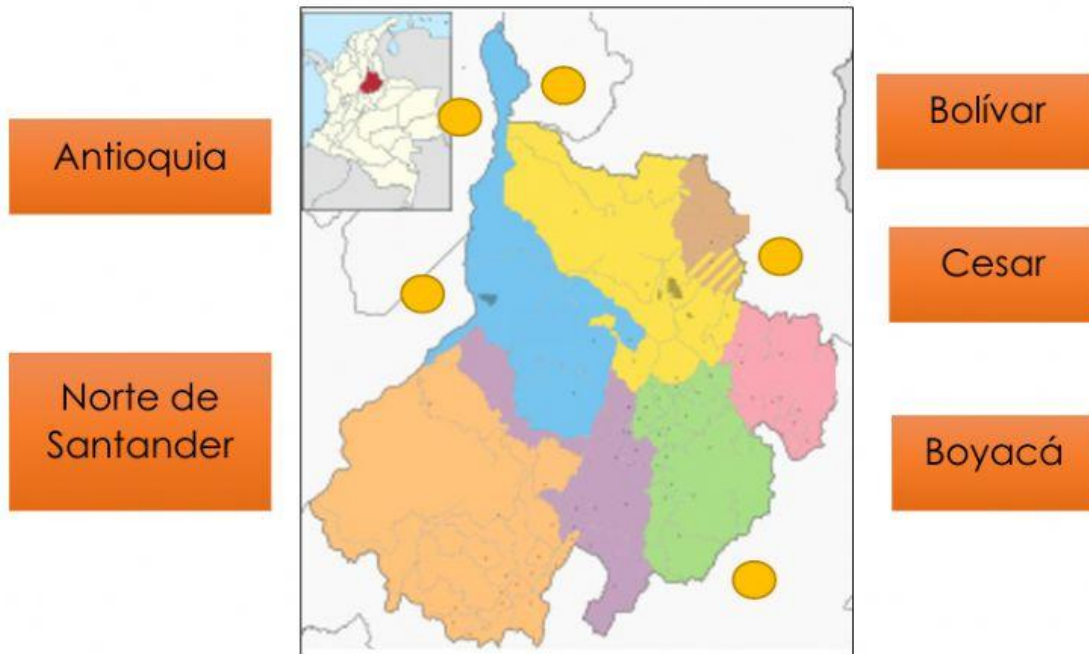 Antioquia
Norte de
Santander
Bolívar
Cesar
Boyacá